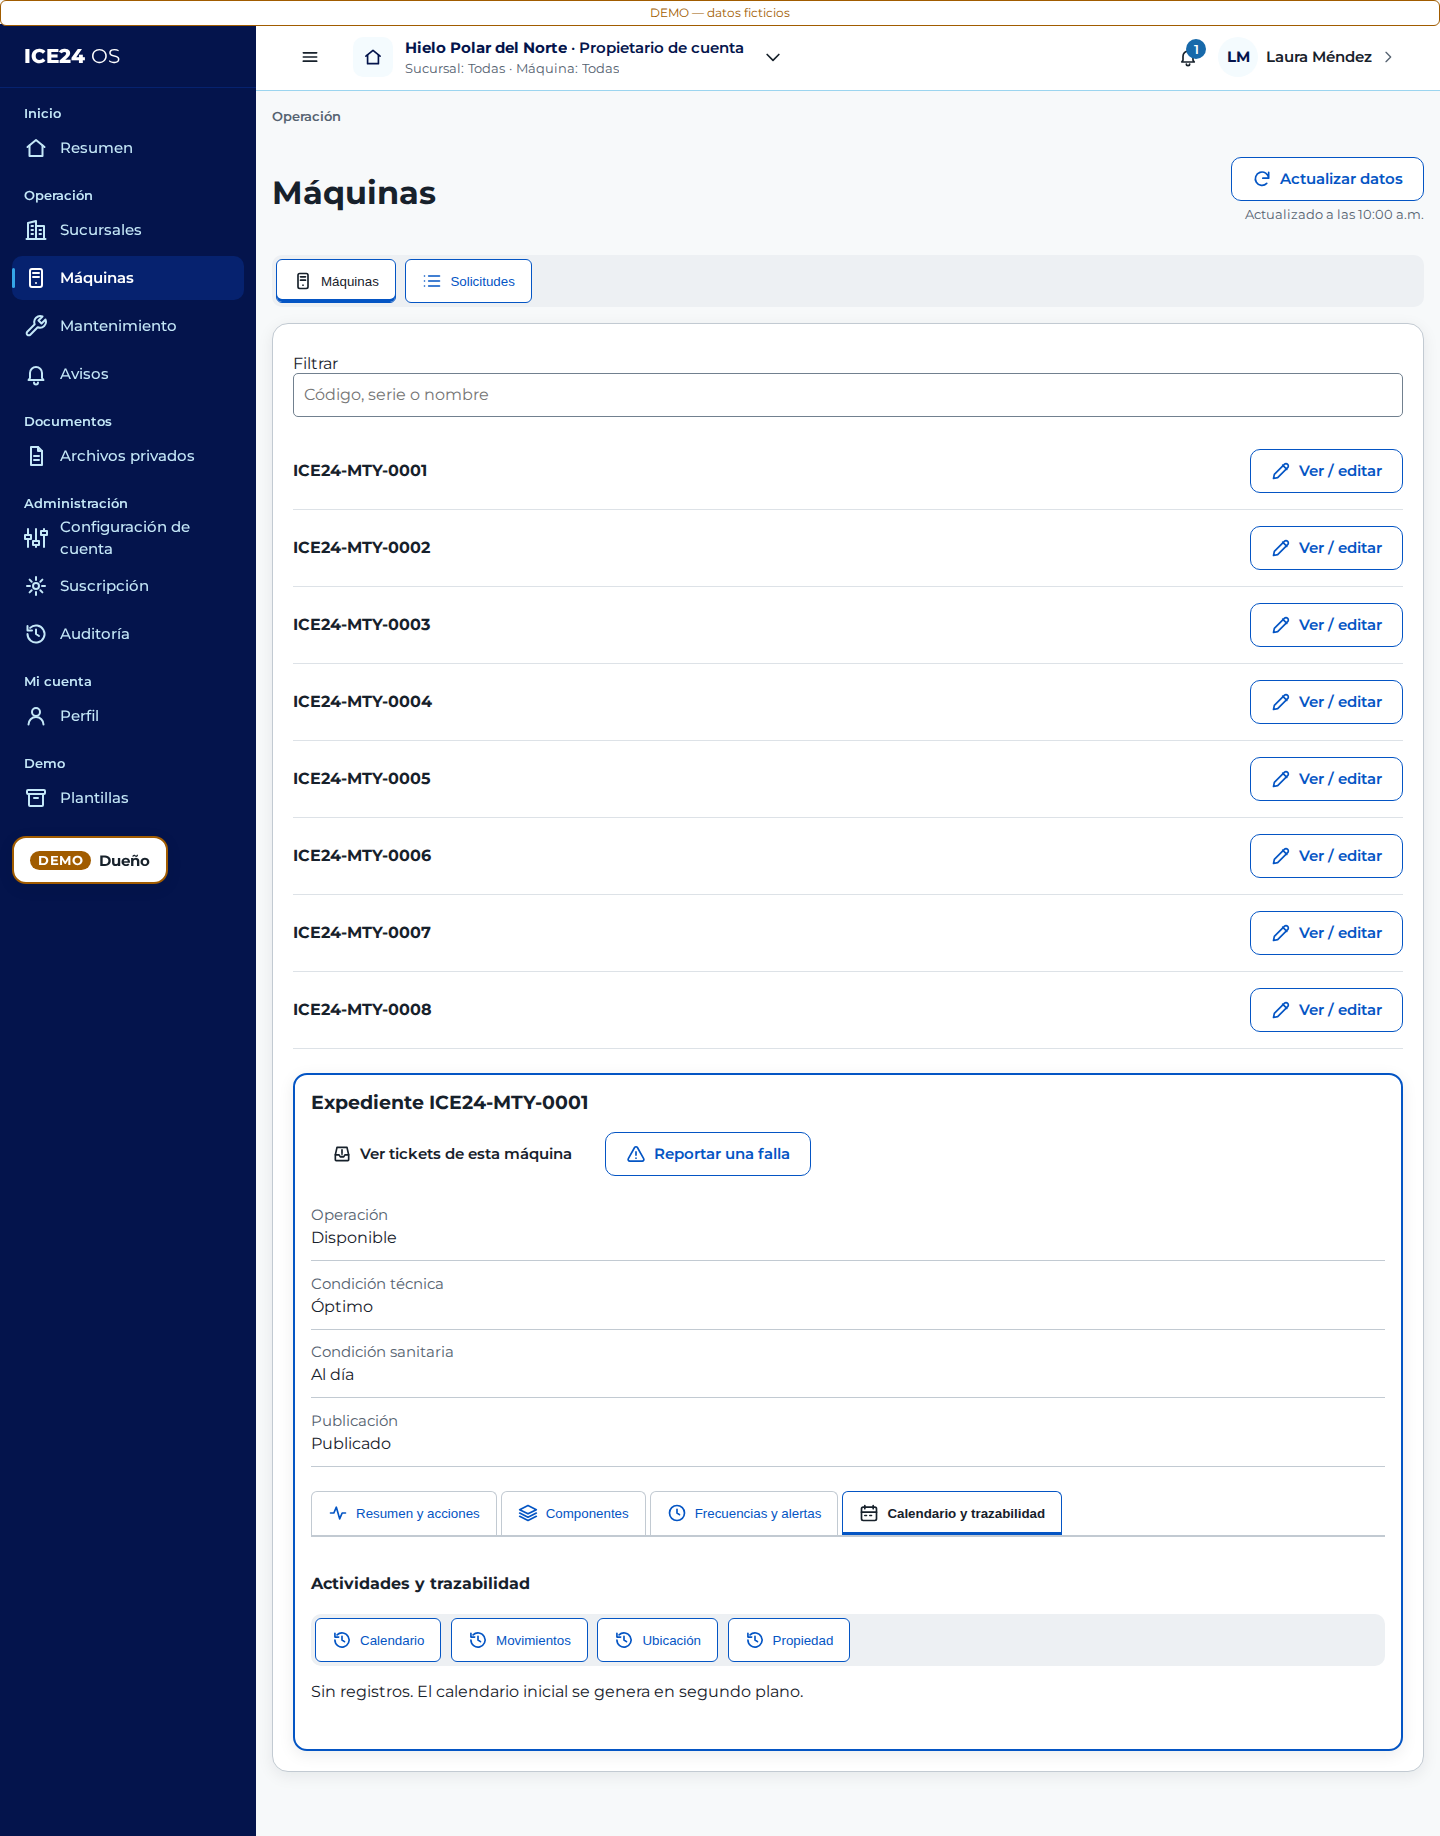 DEMO — datos ficticios
ICE24 OS
Inicio
Resumen
Operación
Sucursales
Máquinas
Mantenimiento
Avisos
Documentos
Archivos privados
Administración
Configuración de
cuenta
Suscripción
Auditoría
Mi cuenta
Perfil
Demo
Plantillas
DEMO Dueño
Hielo Polar del Norte · Propietario de cuenta
Sucursal: Todas · Máquina: Todas
1
LM Laura Méndez
Operación
Máquinas
Actualizar datos
Actualizado a las 10:00 a.m.
Máquinas Solicitudes
Filtrar
Código, serie o nombre
ICE24-MTY-0001 Ver / editar
ICE24-MTY-0002 Ver / editar
ICE24-MTY-0003 Ver / editar
ICE24-MTY-0004 Ver / editar
ICE24-MTY-0005 Ver / editar
ICE24-MTY-0006 Ver / editar
ICE24-MTY-0007 Ver / editar
ICE24-MTY-0008 Ver / editar
Expediente ICE24-MTY-0001
Ver tickets de esta máquina Reportar una falla
Operación
Disponible
Condición técnica
Óptimo
Condición sanitaria
Al día
Publicación
Publicado
Resumen y acciones Componentes Frecuencias y alertas Calendario y trazabilidad
Actividades y trazabilidad
Calendario Movimientos Ubicación Propiedad
Sin registros. El calendario inicial se genera en segundo plano.